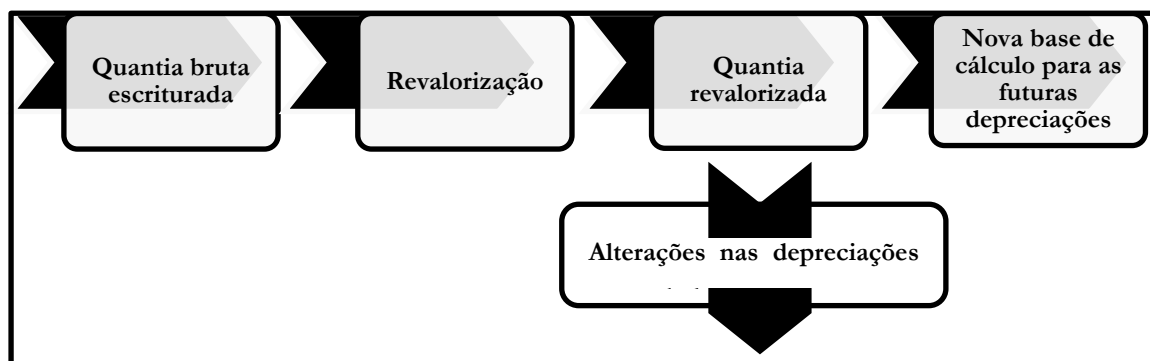 Quantia bruta
escriturada
Revalorização
Quantia
revalorizada
Nova base de
cálculo para as
futuras
depreciações
Alterações nas depreciações